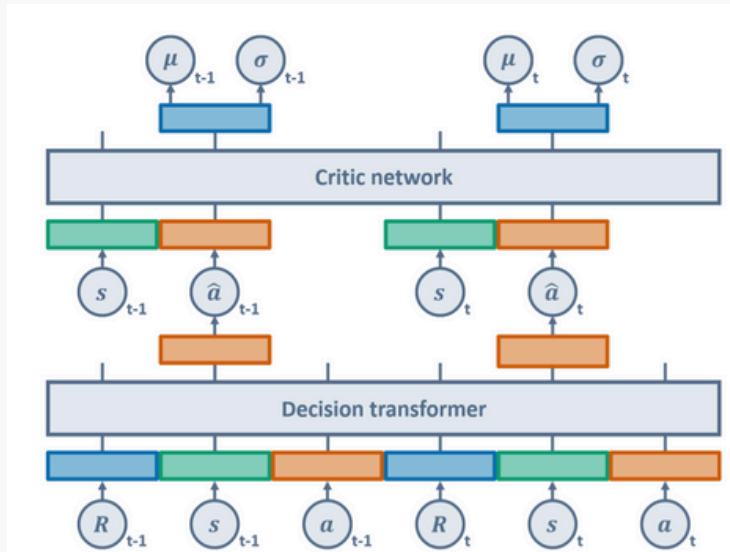 μ t-1 σ t-1 μ t σ t
Critic network
s t-1 â t-1 s t â t
Decision transformer
R t-1 s t-1 a t-1 R t s t a t